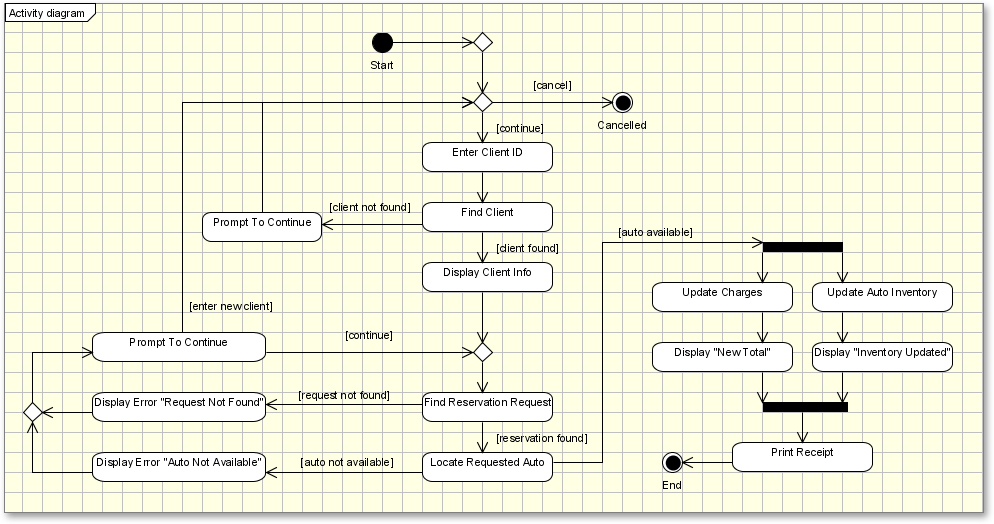 Activity diagram
Start
[cancel]
Cancelled
[continue]
Enter Client ID
[client not found]
Find Client
Prompt To Continue
[auto available]
[client found]
Display Client Info
Update Charges
Update Auto Inventory
[enter new client]
[continue]
Prompt To Continue
Display "New Total"
Display "Inventory Updated"
[request not found]
Display Error "Request Not Found"
Find Reservation Request
[reservation found]
Display Error "Auto Not Available"
[auto not available]
Locate Requested Auto
Print Receipt
End